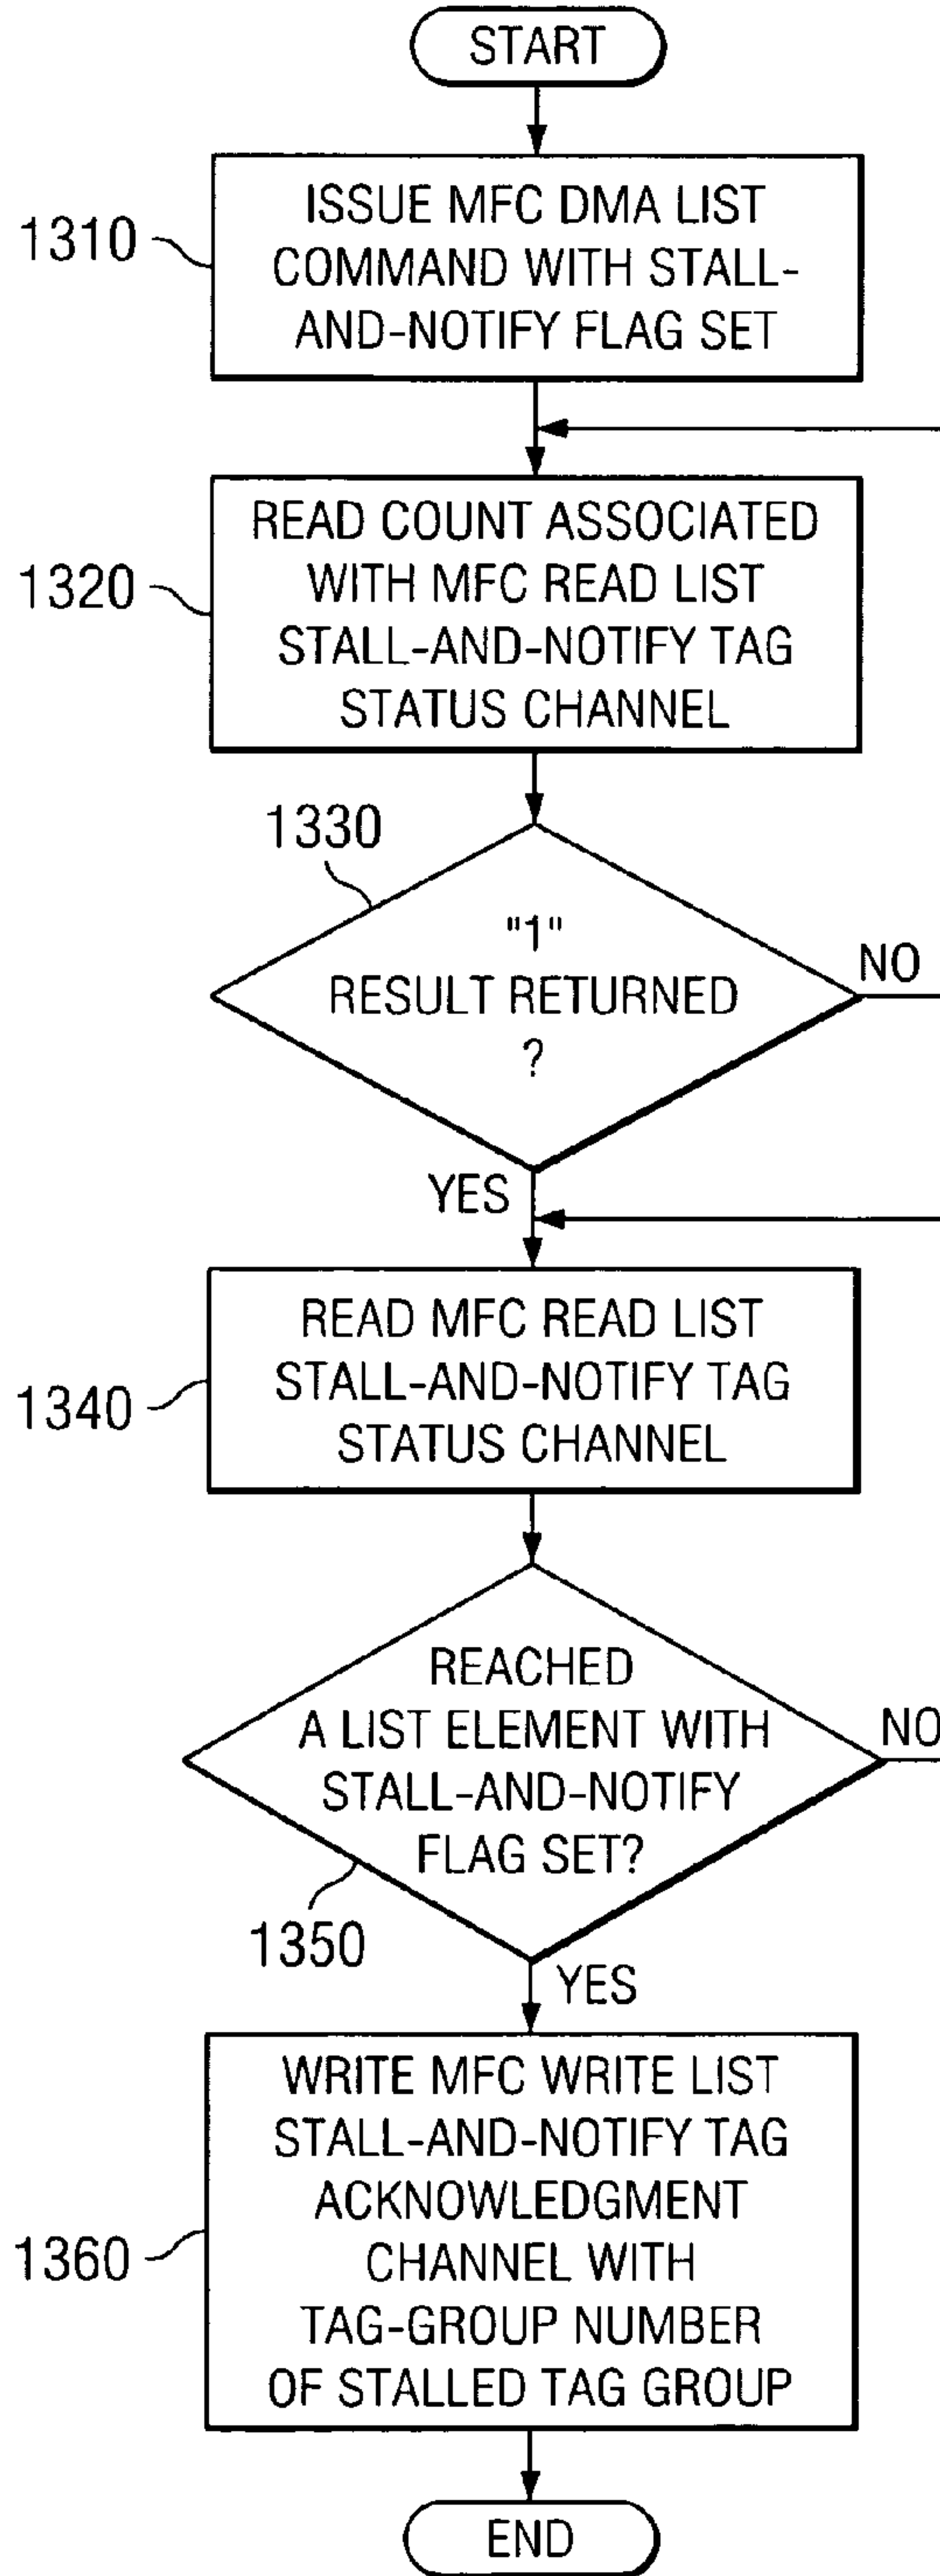 START
1310
ISSUE MFC DMA LIST
COMMAND WITH STALL-
AND-NOTIFY FLAG SET
1320
READ COUNT ASSOCIATED
WITH MFC READ LIST
STALL-AND-NOTIFY TAG
STATUS CHANNEL
1330
"1"
RESULT RETURNED
?
NO
YES
1340
READ MFC READ LIST
STALL-AND-NOTIFY TAG
STATUS CHANNEL
REACHED
A LIST ELEMENT WITH
STALL-AND-NOTIFY
FLAG SET?
NO
1350
YES
1360
WRITE MFC WRITE LIST
STALL-AND-NOTIFY TAG
ACKNOWLEDGMENT
CHANNEL WITH
TAG-GROUP NUMBER
OF STALLED TAG GROUP
END